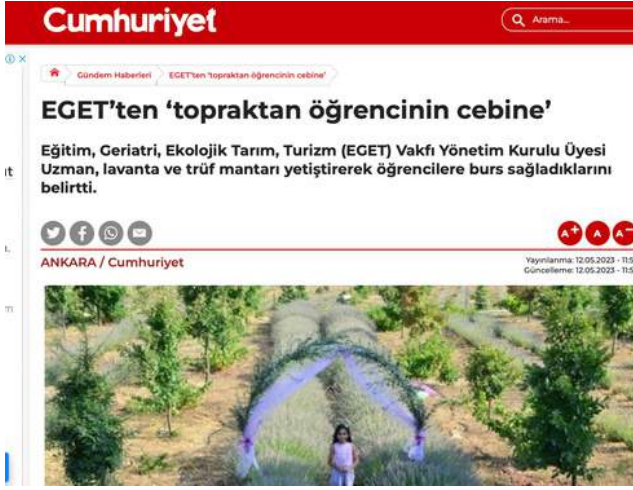 Cumhuriyet
Arama...
Gündem Haberleri
EGET'ten 'topraktan öğrencinin cebine'
EGET'ten 'topraktan öğrencinin cebine'
Eğitim, Geriatri, Ekolojik Tarım, Turizm (EGET) Vakfı Yönetim Kurulu Üyesi
Uzman, lavanta ve trüf mantarı yetiştirerek öğrencilere burs sağladıklarını
belirtti.
A+ A A-
ANKARA / Cumhuriyet
Yayınlanma: 12.05.2023 -
Güncelleme: 12.05.2023 -